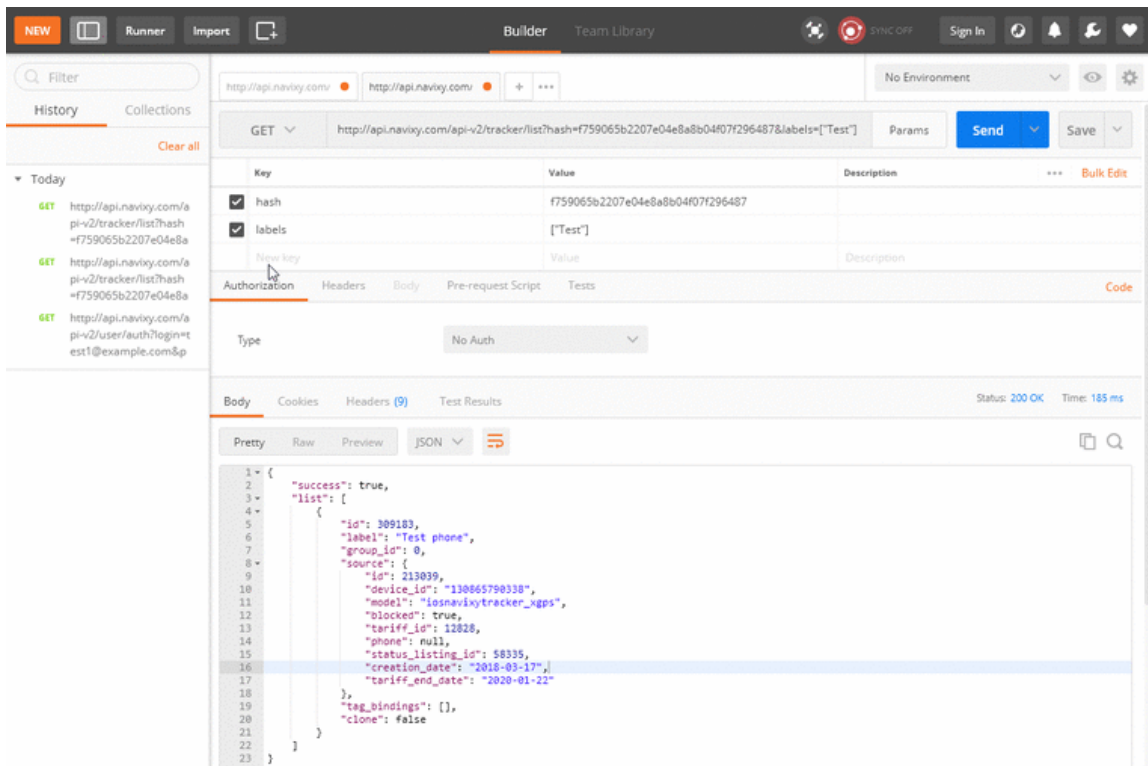 NEW Runner Import Builder Team Library SYNC OFF Sign In
Filter
History Collections
Clear all
Today
GET http://api.navixy.com/a
pi-v2/tracker/list?hash
=f759065b2207e04e8a
GET http://api.navixy.com/a
pi-v2/tracker/list?hash
=f759065b2207e04e8a
GET http://api.navixy.com/a
pi-v2/user/auth?login=t
est1@example.com&p
http://api.navixy.com/ http://api.navixy.com/ + ••• No Environment
GET http://api.navixy.com/api-v2/tracker/list?hash=f759065b2207e04e8a8b04f07f296487&labels=["Test"] Params Send Save
Key Value Description ••• Bulk Edit
hash f759065b2207e04e8a8b04f07f296487
labels ["Test"]
New key Value Description
Authorization Headers Body Pre-request Script Tests Code
Type No Auth
Body Cookies Headers (9) Test Results Status: 200 OK Time: 185 ms
Pretty Raw Preview JSON
1 {
2 "success": true,
3 "list": [
4 {
5 "id": 309183,
6 "label": "Test phone",
7 "group_id": 0,
8 "source": {
9 "id": 213039,
10 "device_id": "130865790338",
11 "model": "iosnavixytracker_xgps",
12 "blocked": true,
13 "tariff_id": 12828,
14 "phone": null,
15 "status_listing_id": 58335,
16 "creation_date": "2018-03-17",
17 "tariff_end_date": "2020-01-22"
18 },
19 "tag_bindings": [],
20 "clone": false
21 }
22 ]
23 }